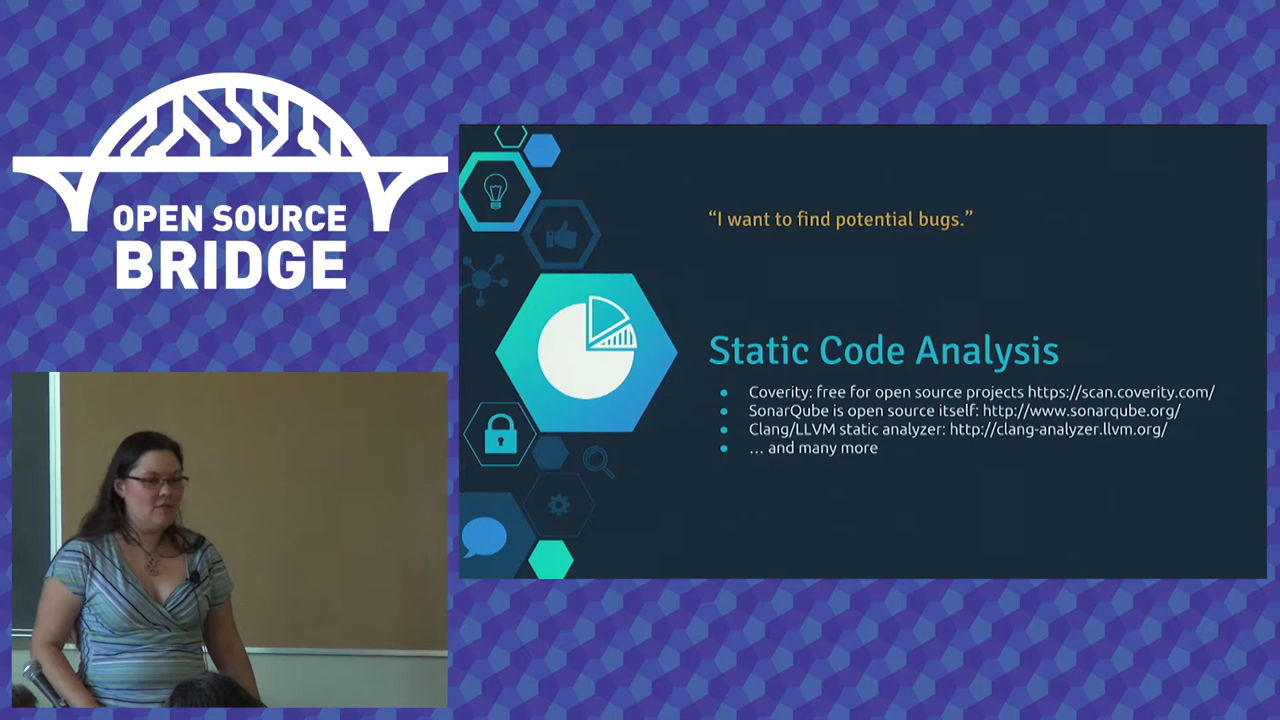 OPEN SOURCE
BRIDGE
“I want to find potential bugs.”
Static Code Analysis
● Coverity: free for open source projects https://scan.coverity.com/
● SonarQube is open source itself: http://www.sonarqube.org/
● Clang/LLVM static analyzer: http://clang-analyzer.llvm.org/
● … and many more